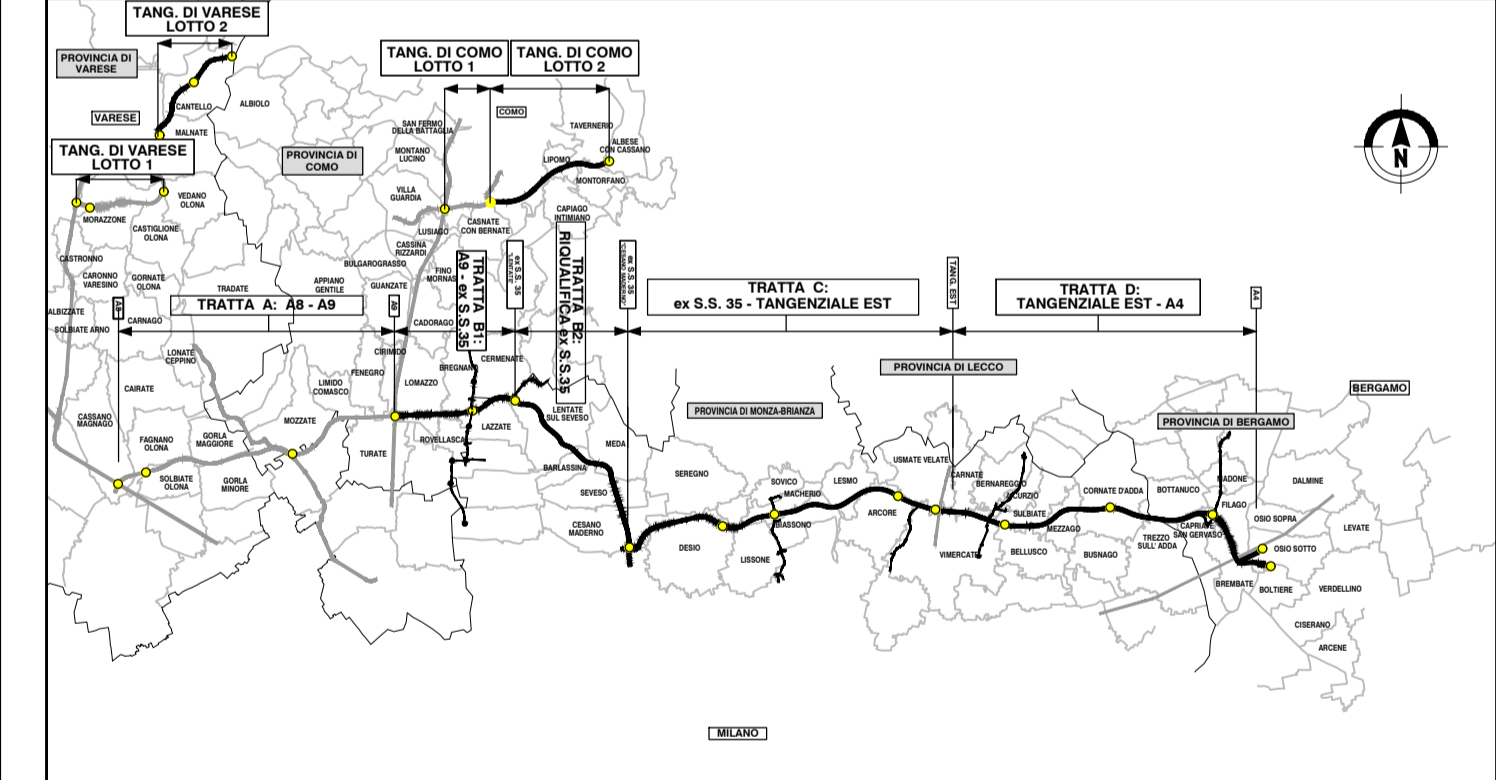 TANG. DI VARESE
LOTTO 2
PROVINCIA DI
VARESE
CANTELLO
ALBIOLO
VARESE
MALNATE
TANG. DI VARESE
LOTTO 1
TANG. DI COMO
LOTTO 1
TANG. DI COMO
LOTTO 2
COMO
SAN FERMO
DELLA BATTAGLIA
TAVERNERIO
ALBESE
CON CASSANO
MONTANO
LUCINO
LIPOMO
MONTORFANO
PROVINCIA DI
COMO
N
VEDANO
OLONA
MORAZZONE
CASTIGLIONE
OLONA
VILLA
GUARDIA
LUSIAGO
CASNATE
CON BERNATE
CAPIAGO
INTIMIANO
CASSINA
RIZZARDI
CASTRONNO
BULGAROGRASSO
FINO
MORNAS
CARONNO
VARESINO
GORNATE
OLONA
TRADATE
APPIANO
GENTILE
GUANZATE
A8
TRATTA A: A8 - A9
A9
TRATTA B1:
A9 - ex S.S.35
ex S.S. 35
"LENTATE"
TRATTA B2:
RIQUALIFICA ex S.S.35
ex S.S. 35
"CESANO MADERNO"
TRATTA C:
ex S.S. 35 - TANGENZIALE EST
TANG. EST
TRATTA D:
TANGENZIALE EST - A4
A4
ALBIZZATE
SOLBIATE ARNO
CARNAGO
CADORAGO
LONATE
CEPPINO
CIRIMIDO
FENEGRO
CERMENATE
BREGNANO
CAIRATE
LIMIDO
COMASCO
LOMAZZO
PROVINCIA DI LECCO
BERGAMO
PROVINCIA DI MONZA-BRIANZA
PROVINCIA DI BERGAMO
CASSANO
MAGNAGO
MOZZATE
LENTATE
SUL SEVESO
LAZZATE
FAGNANO
OLONA
GORLA
MAGGIORE
ROVELLASCA
MEDA
TURATE
BARLASSINA
SEREGNO
SOVICO
MACHERIO
LESMO
USMATE VELATE
CARNATE
BERNAREGGIO
SOLBIATE
OLONA
GORLA
MINORE
SEVESO
CORNATE D'ADDA
BOTTANUCO
MADONE
DALMINE
FILAGO
OSIO SOPRA
ARCORE
SULBIATE
MEZZAGO
CAPRIATE
SAN GERVASO
LEVATE
CESANO
MADERNO
BIASSONO
DESIO
LISSONE
VIMERCATE
BELLUSCO
BUSNAGO
TREZZO
SULL' ADDA
OSIO SOTTO
BREMBATE
BOLTIERE
VERDELLINO
CISERANO
ARCENE
MILANO